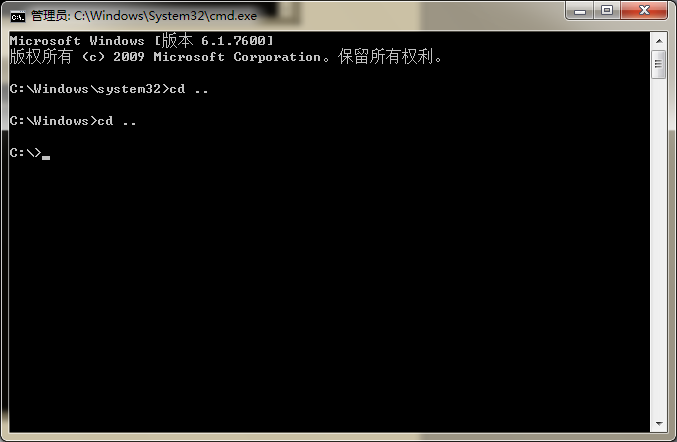 管理员: C:\Windows\System32\cmd.exe
Microsoft Windows [版本 6.1.7600]
版权所有 (c) 2009 Microsoft Corporation。保留所有权利。
C:\Windows\system32>cd ..
C:\Windows>cd ..
C:\>